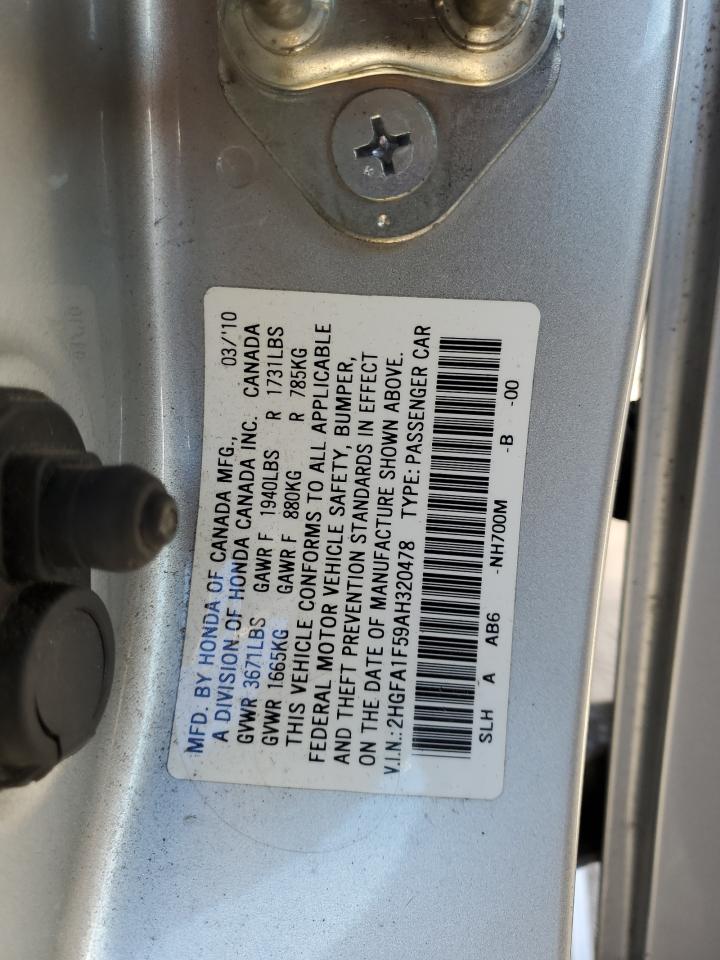 MFD. BY HONDA OF CANADA MFG., 03/'10
A DIVISION OF HONDA CANADA INC. CANADA
GVWR 3671LBS GAWR F 1940LBS R 1731LBS
GVWR 1665KG GAWR F 880KG R 785KG
THIS VEHICLE CONFORMS TO ALL APPLICABLE
FEDERAL MOTOR VEHICLE SAFETY, BUMPER,
AND THEFT PREVENTION STANDARDS IN EFFECT
ON THE DATE OF MANUFACTURE SHOWN ABOVE.
V.I.N.: 2HGFA1F59AH320478 TYPE: PASSENGER CAR
SLH A AB6 -NH700M -B -00